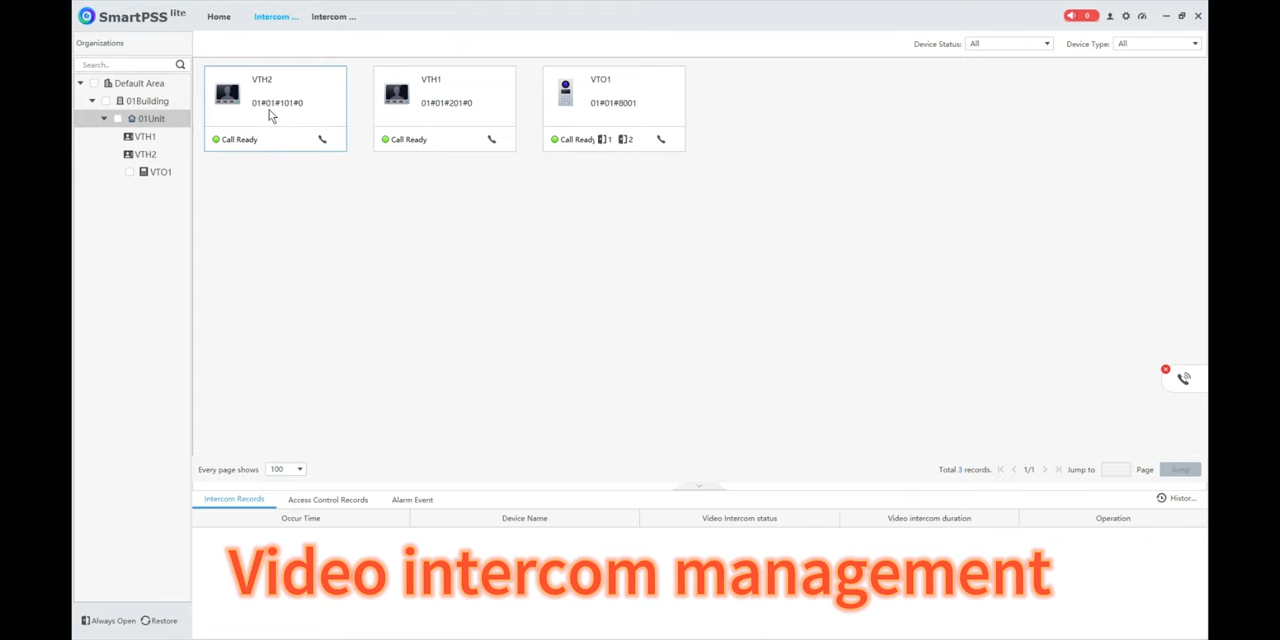 SmartPSS lite
Home
Intercom ...
Intercom ...
0
Organizations
Device Status:
All
Device Type:
All
Search..
Default Area
01Building
01Unit
VTH1
VTH2
VTO1
VTH2
01#01#101#0
Call Ready
VTH1
01#01#201#0
Call Ready
VTO1
01#01#8001
Call Ready
1
2
Every page shows
100
Total 3 records.
1/1
Jump to
Page
Jump
Intercom Records
Access Control Records
Alarm Event
Histor...
Occur Time
Device Name
Video Intercom status
Video intercom duration
Operation
Video intercom management
Always Open
Restore